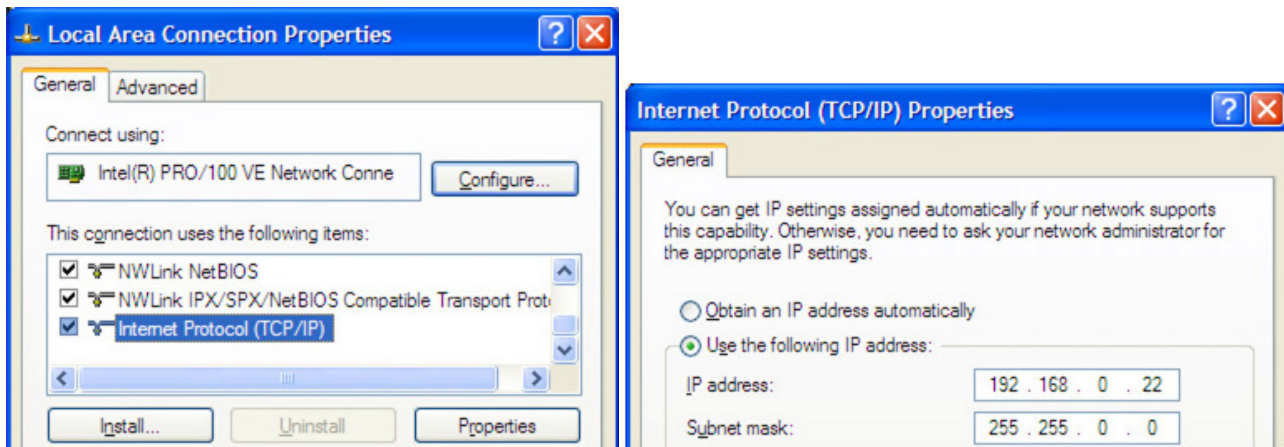 Local Area Connection Properties
General Advanced
Connect using:
Intel(R) PRO/100 VE Network Conne
Configure...
This connection uses the following items:
NWLink NetBIOS
NWLink IPX/SPX/NetBIOS Compatible Transport Prot
Internet Protocol (TCP/IP)
Install... Uninstall Properties
Internet Protocol (TCP/IP) Properties
General
You can get IP settings assigned automatically if your network supports
this capability. Otherwise, you need to ask your network administrator for
the appropriate IP settings.
Obtain an IP address automatically
Use the following IP address:
IP address: 192 . 168 . 0 . 22
Subnet mask: 255 . 255 . 0 . 0